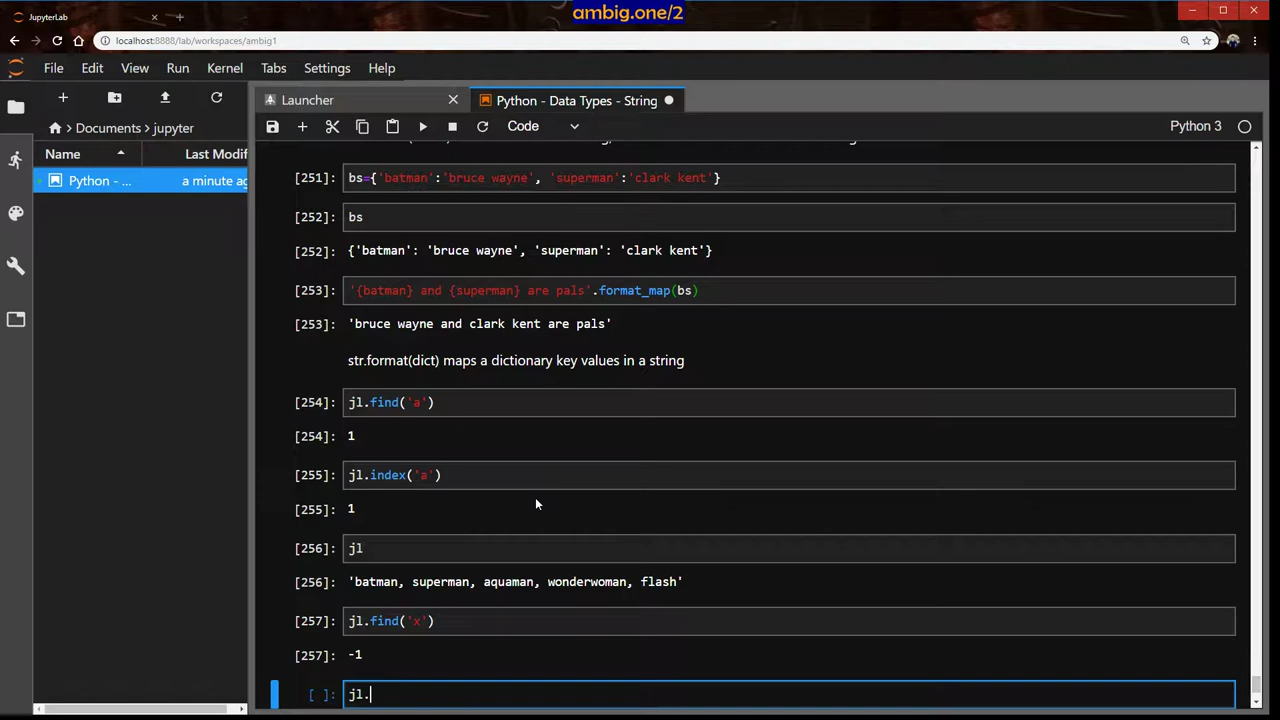 ambig.one/2
JupyterLab
localhost:8888/lab/workspaces/ambig1
File Edit View Run Kernel Tabs Settings Help
Launcher
Python - Data Types - String
Documents > jupyter
Code
Python 3
Name Last Modif
Python - ... a minute ag
[251]: bs={'batman':'bruce wayne', 'superman':'clark kent'}
[252]: bs
[252]: {'batman': 'bruce wayne', 'superman': 'clark kent'}
[253]: '{batman} and {superman} are pals'.format_map(bs)
[253]: 'bruce wayne and clark kent are pals'
str.format(dict) maps a dictionary key values in a string
[254]: jl.find('a')
[254]: 1
[255]: jl.index('a')
[255]: 1
[256]: jl
[256]: 'batman, superman, aquaman, wonderwoman, flash'
[257]: jl.find('x')
[257]: -1
[ ]: jl.